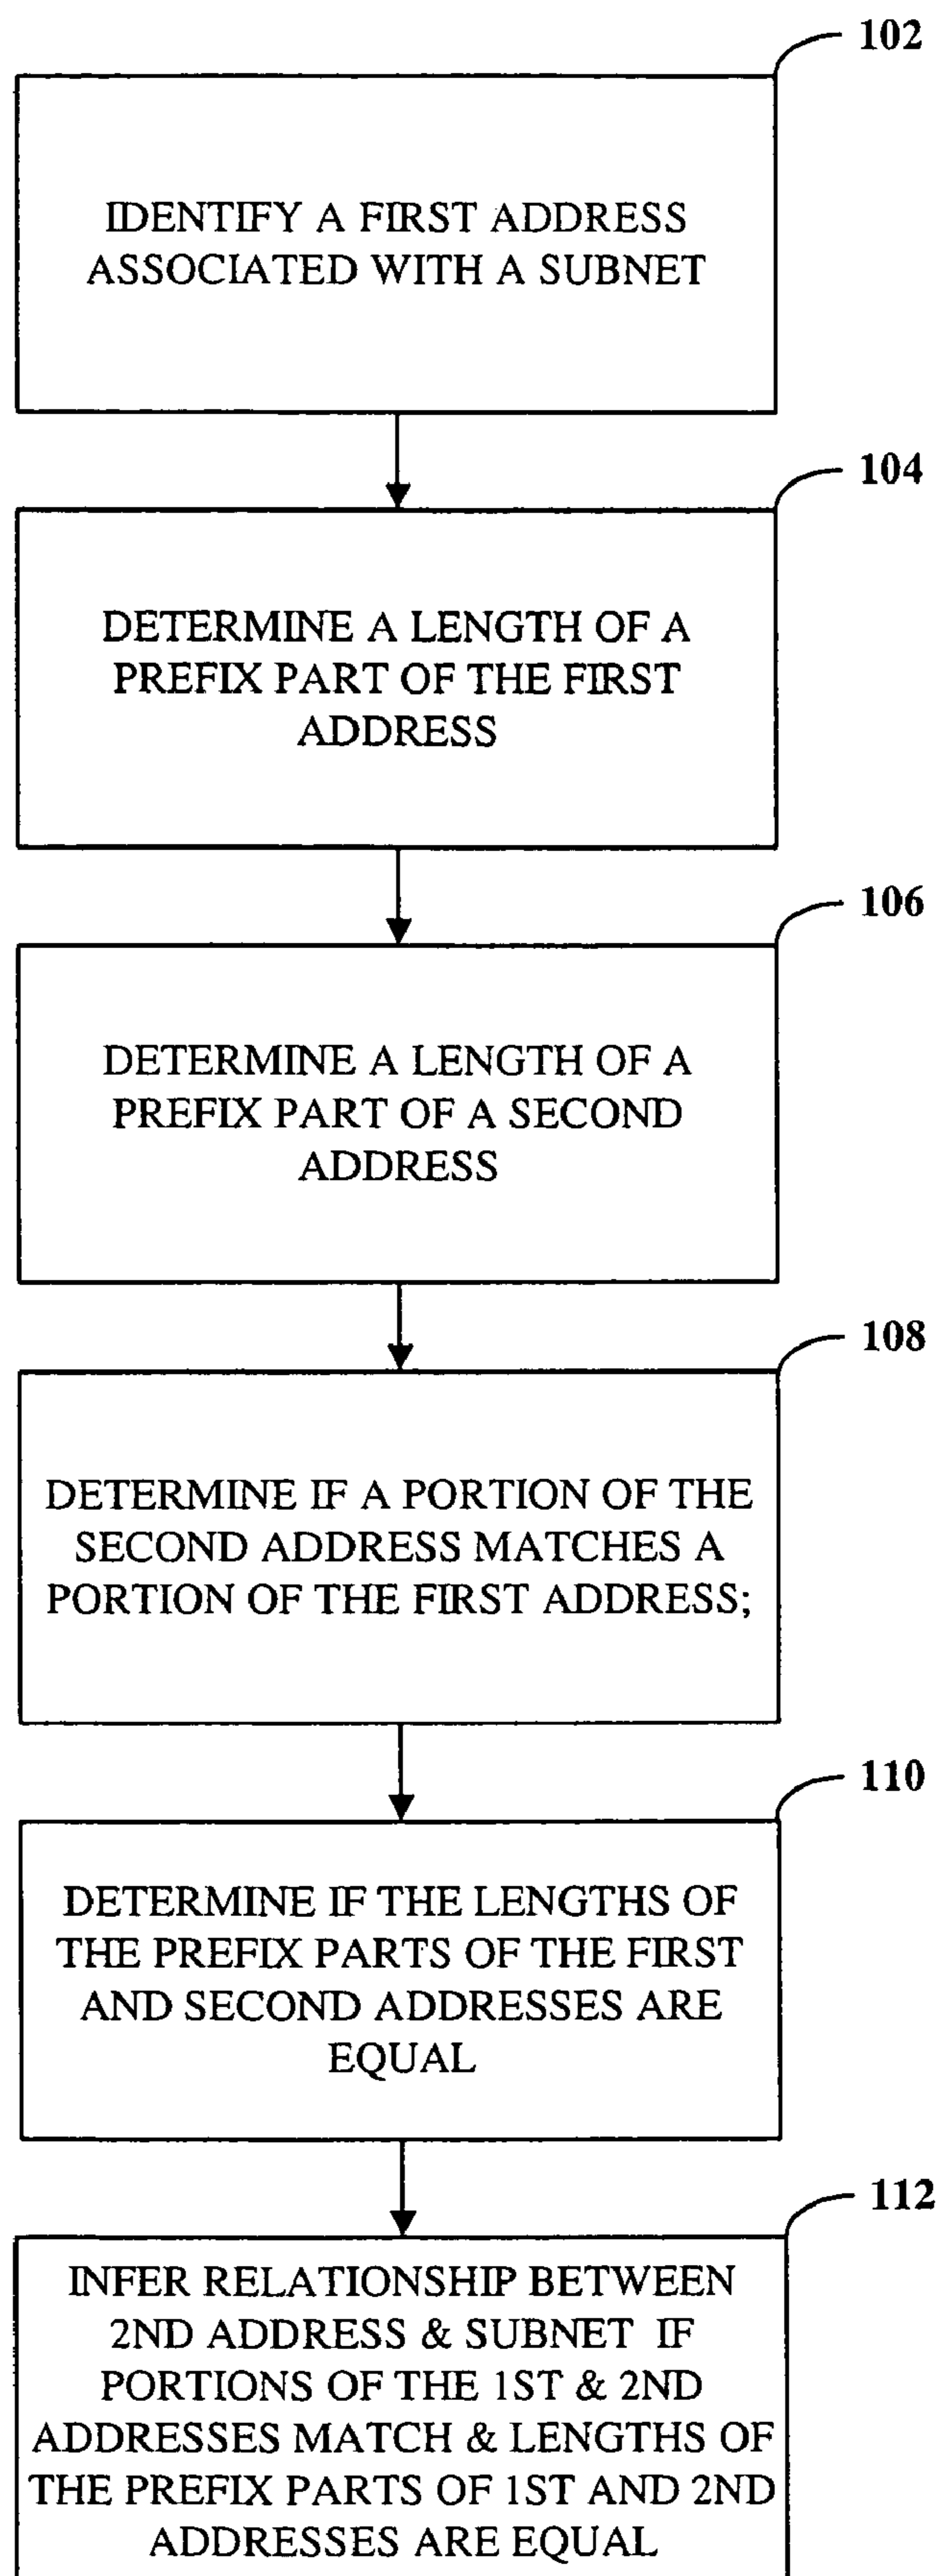 102
IDENTIFY A FIRST ADDRESS
ASSOCIATED WITH A SUBNET
104
DETERMINE A LENGTH OF A
PREFIX PART OF THE FIRST
ADDRESS
106
DETERMINE A LENGTH OF A
PREFIX PART OF A SECOND
ADDRESS
108
DETERMINE IF A PORTION OF THE
SECOND ADDRESS MATCHES A
PORTION OF THE FIRST ADDRESS;
110
DETERMINE IF THE LENGTHS OF
THE PREFIX PARTS OF THE FIRST
AND SECOND ADDRESSES ARE
EQUAL
112
INFER RELATIONSHIP BETWEEN
2ND ADDRESS & SUBNET IF
PORTIONS OF THE 1ST & 2ND
ADDRESSES MATCH & LENGTHS OF
THE PREFIX PARTS OF 1ST AND 2ND
ADDRESSES ARE EQUAL